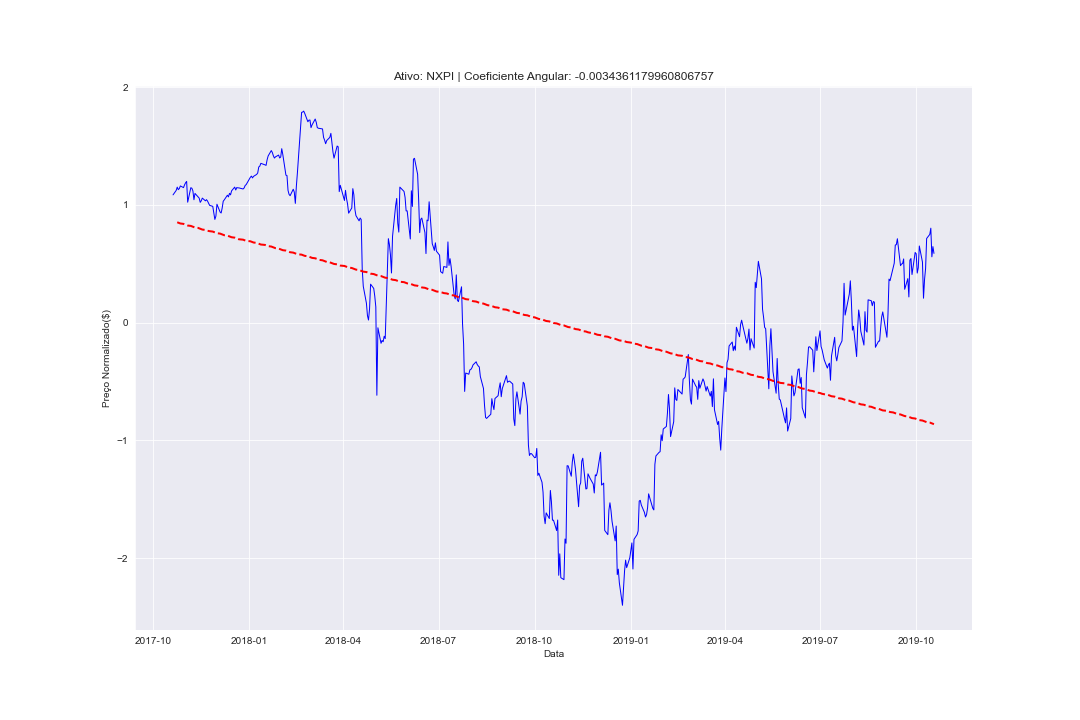 Ativo: NXPI | Coeficiente Angular: -0.0034361179960806757
Preço Normalizado($)
2
1
0
−1
−2
2017-10 2018-01 2018-04 2018-07 2018-10 2019-01 2019-04 2019-07 2019-10
Data